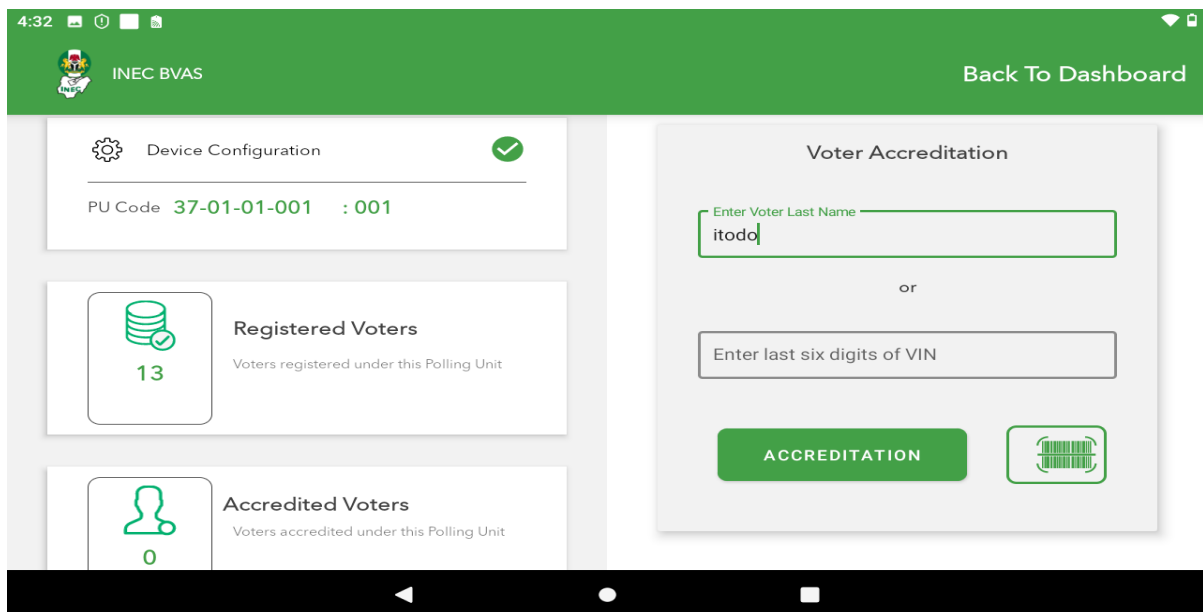 4:32
INEC BVAS
Back To Dashboard
Device Configuration
PU Code 37-01-01-001 : 001
13
Registered Voters
Voters registered under this Polling Unit
0
Accredited Voters
Voters accredited under this Polling Unit
Voter Accreditation
Enter Voter Last Name
itodo
or
Enter last six digits of VIN
ACCREDITATION
INEC